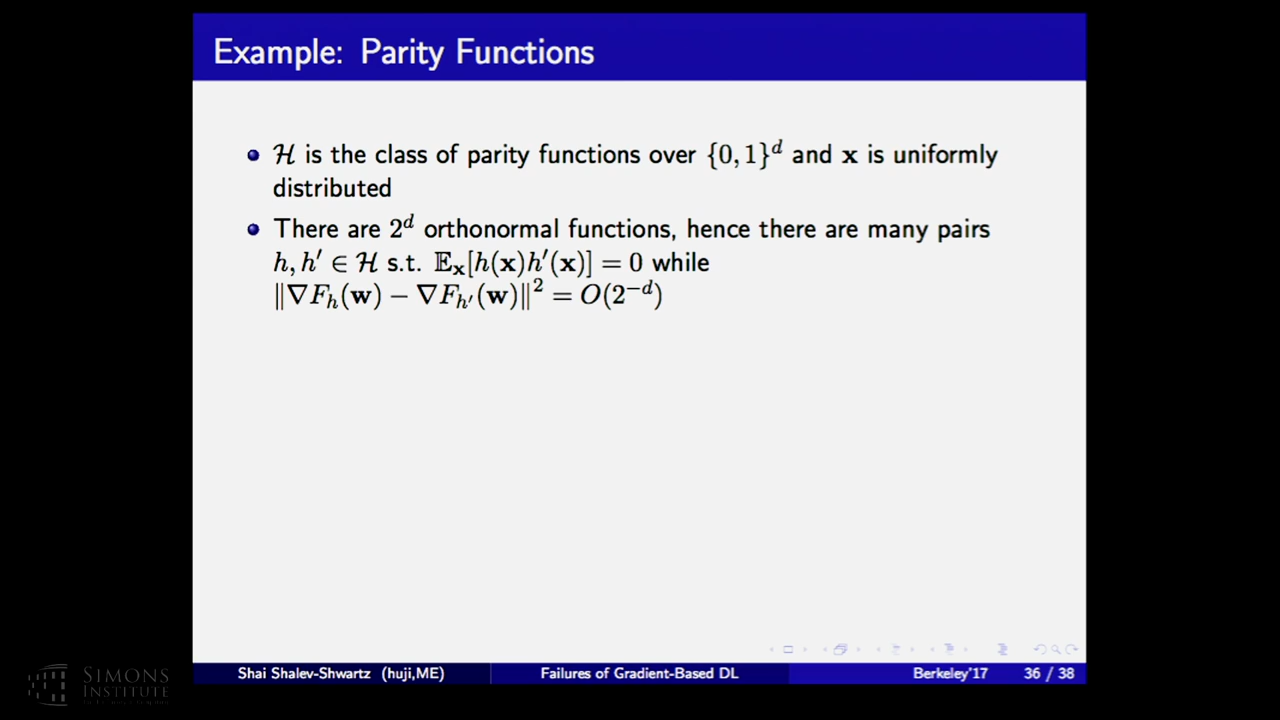 Example: Parity Functions
ℋ is the class of parity functions over {0, 1}^d and x is uniformly
distributed
There are 2^d orthonormal functions, hence there are many pairs
h, h′ ∈ ℋ s.t. 𝔼_x[h(x)h′(x)] = 0 while
‖∇F_h(w) − ∇F_{h′}(w)‖^2 = O(2^{−d})
Shai Shalev-Shwartz (huji,ME) Failures of Gradient-Based DL Berkeley'17 36 / 38
SIMONS
INSTITUTE